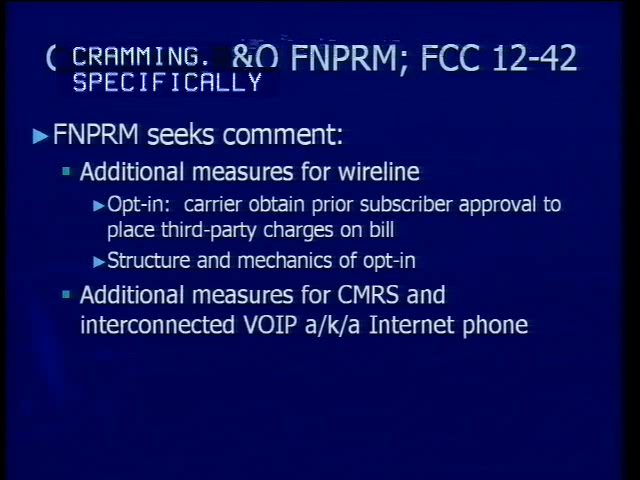 CRAMMING.
SPECIFICALLY
&O FNPRM; FCC 12-42
►FNPRM seeks comment:
▪ Additional measures for wireline
►Opt-in: carrier obtain prior subscriber approval to
place third-party charges on bill
►Structure and mechanics of opt-in
▪ Additional measures for CMRS and
interconnected VOIP a/k/a Internet phone